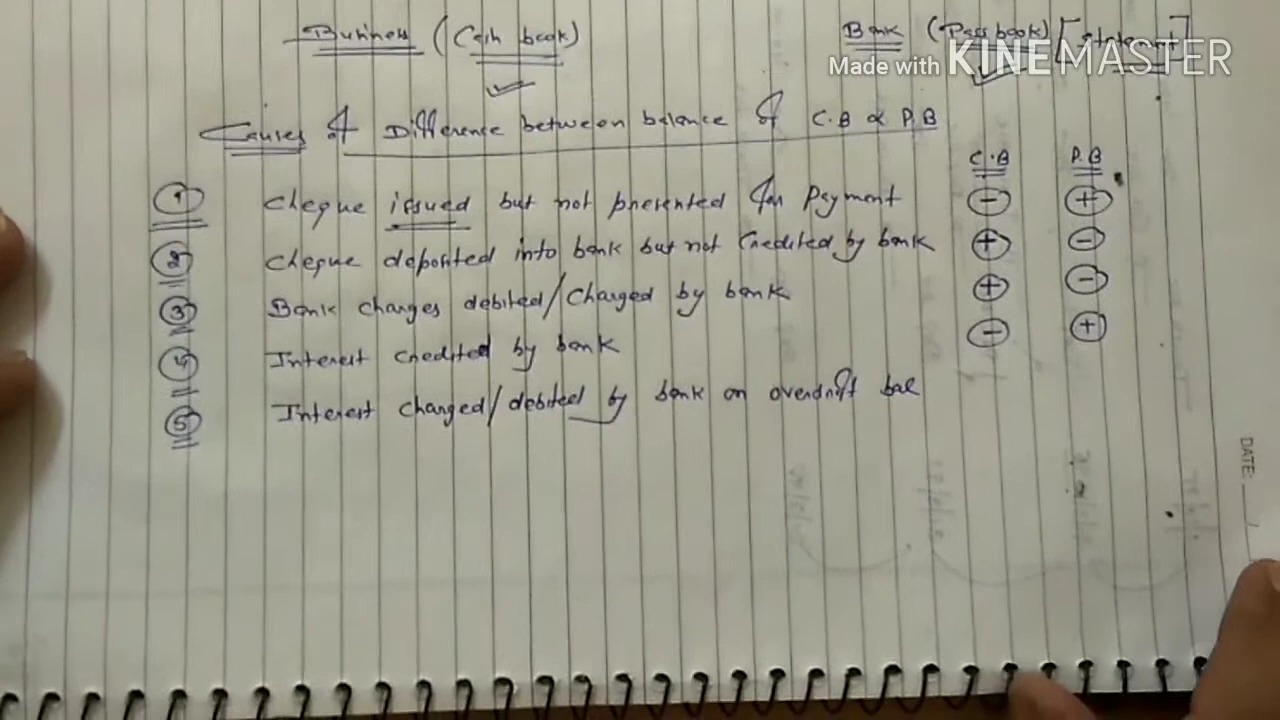 Business (Cash book) Bank (Passbook) [Statement]
Made with KINEMASTER
Causes of Difference between balance of C.B & P.B
C.B P.B
1 Cheque issued but not presented for Payment - +
2 Cheque deposited into bank but not Credited by bank + -
3 Bank charges debited/Charged by bank + -
4 Interest credited by bank - +
5 Interest charged/debited by bank on overdraft bal
DATE: